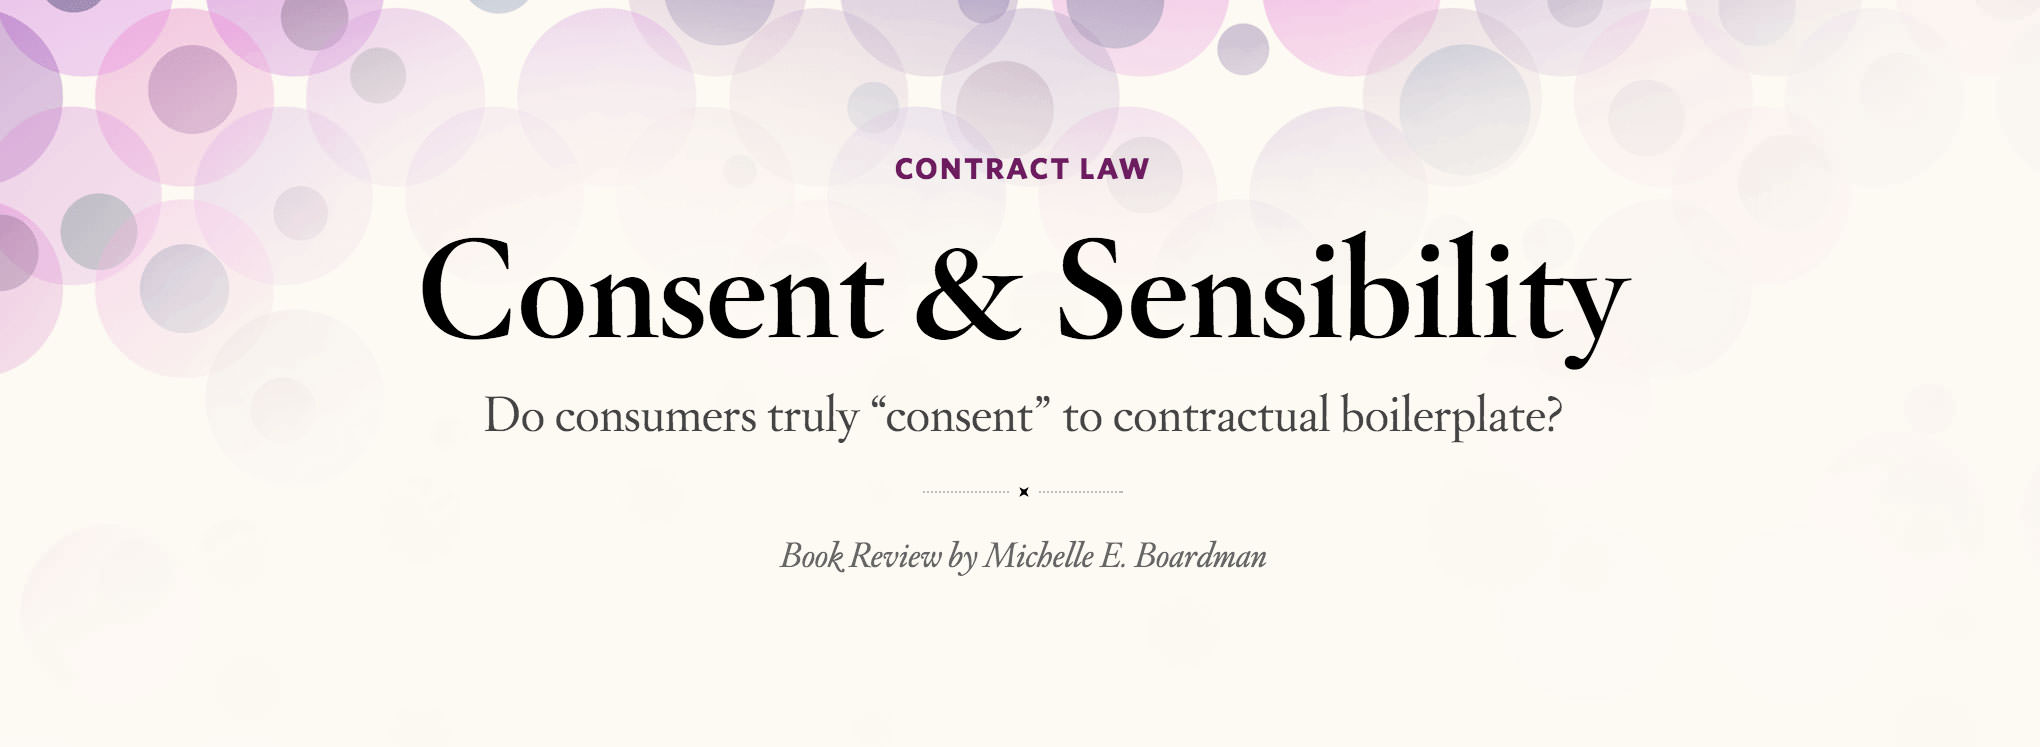 CONTRACT LAW
Consent & Sensibility
Do consumers truly “consent” to contractual boilerplate?
Book Review by Michelle E. Boardman